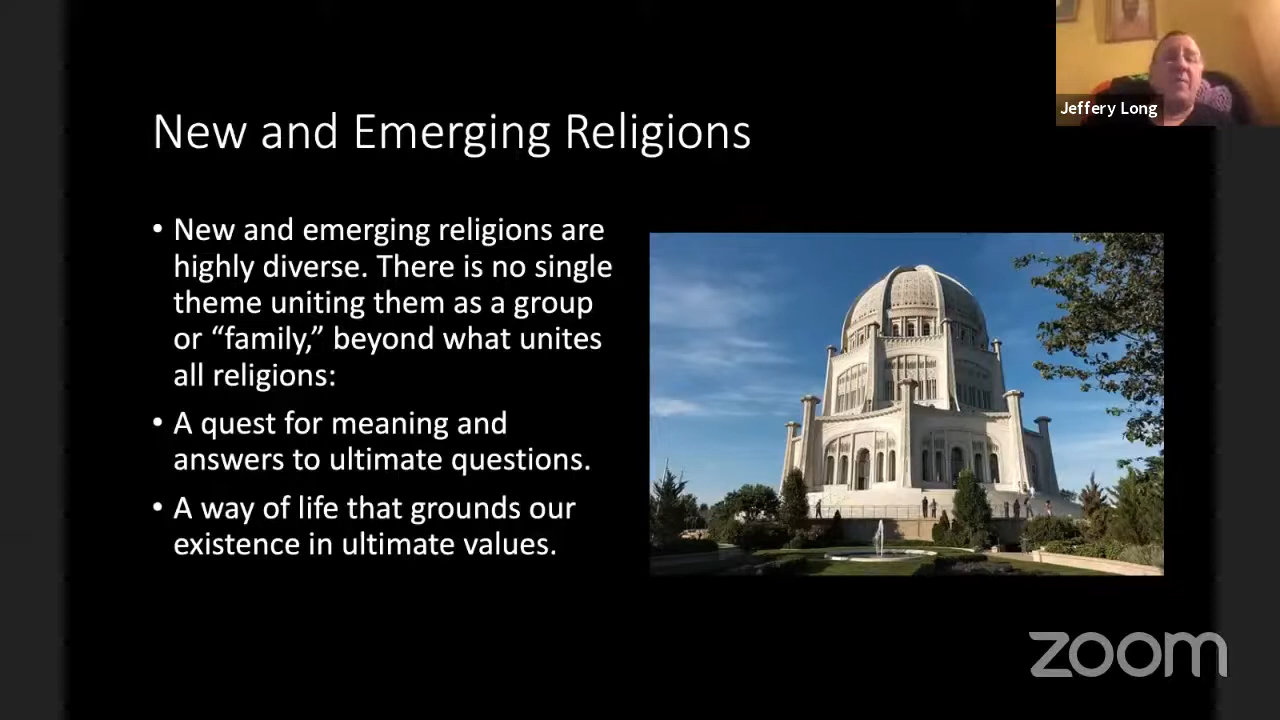 Jeffery Long
New and Emerging Religions
• New and emerging religions are
highly diverse. There is no single
theme uniting them as a group
or “family,” beyond what unites
all religions:
• A quest for meaning and
answers to ultimate questions.
• A way of life that grounds our
existence in ultimate values.
zoom